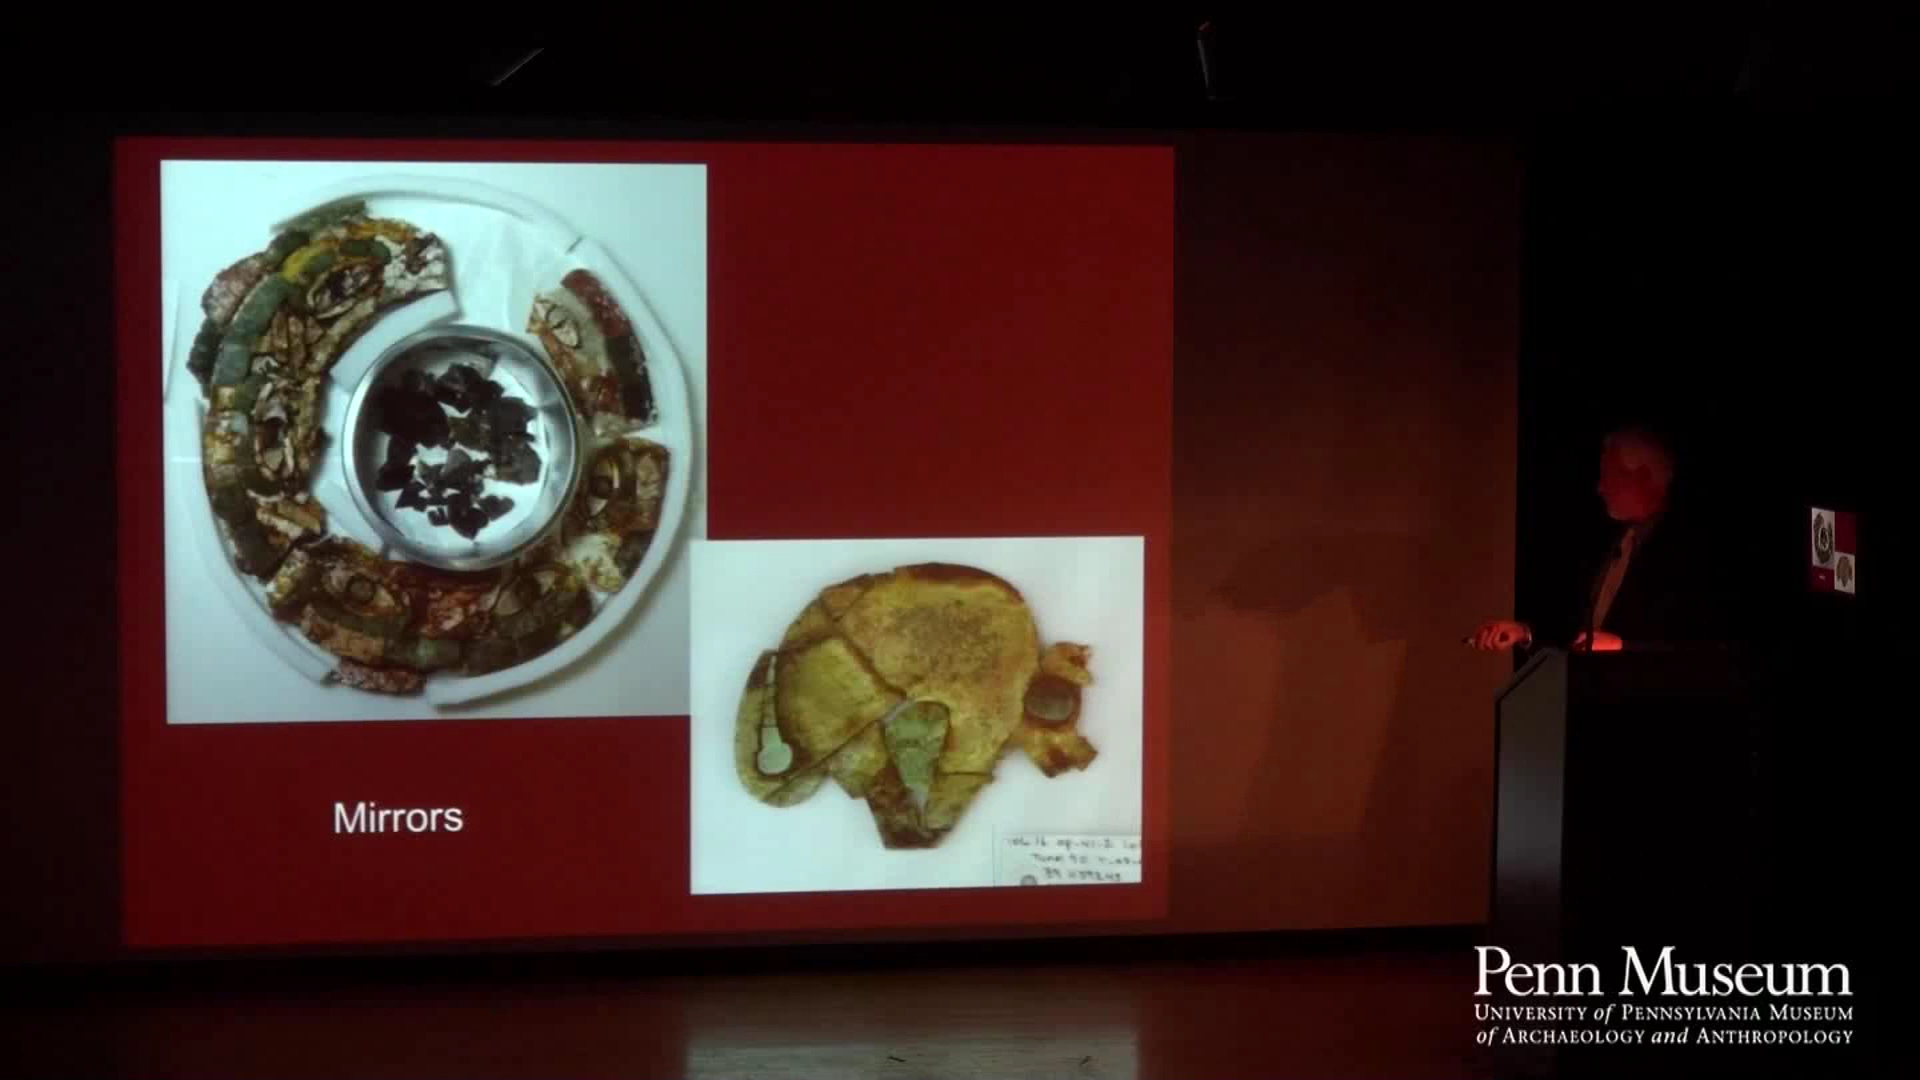 Mirrors
Penn Museum
University of Pennsylvania Museum
of Archaeology and Anthropology